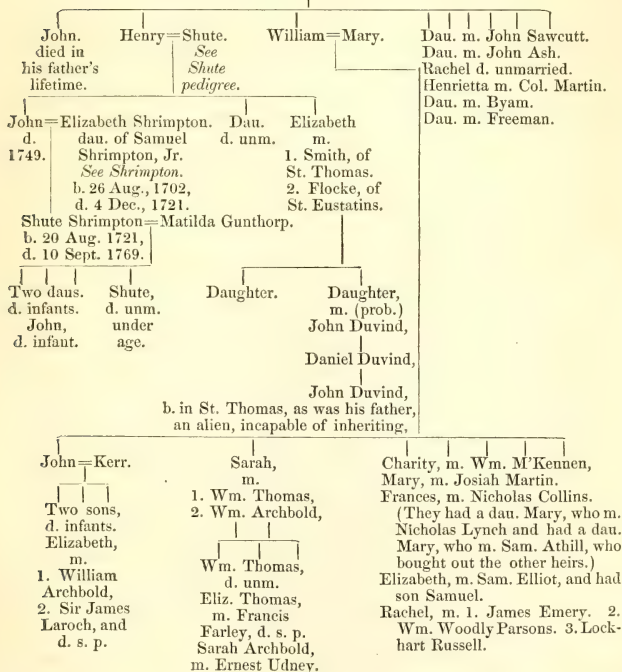 John.
died in
his father's
lifetime.
Henry=Shute.
See
Shute
pedigree.
William=Mary.
Dau. m. John Sawcutt.
Dau. m. John Ash.
Rachel d. unmarried.
Henrietta m. Col. Martin.
Dau. m. Byam.
Dau. m. Freeman.
John=Elizabeth Shrimpton.
d.
1749.
dau. of Samuel
Shrimpton, Jr.
See Shrimpton.
b. 26 Aug., 1702,
d. 4 Dec., 1721.
Dau.
d. unm.
Elizabeth
m.
1. Smith, of
St. Thomas.
2. Flocke, of
St. Eustatins.
Shute Shrimpton=Matilda Gunthorp.
b. 20 Aug. 1721,
d. 10 Sept. 1769.
Two daus.
d. infants.
John,
d. infant.
Shute,
d. unm.
under
age.
Daughter.
Daughter,
m. (prob.)
John Duvind,
Daniel Duvind,
John Duvind,
b. in St. Thomas, as was his father,
an alien, incapable of inheriting,
John=Kerr.
Two sons,
d. infants.
Elizabeth,
m.
1. William
Archbold,
2. Sir James
Laroch, and
d. s. p.
Sarah,
m.
1. Wm. Thomas,
2. Wm. Archbold,
Wm. Thomas,
d. unm.
Eliz. Thomas,
m. Francis
Farley, d. s. p.
Sarah Archbold,
m. Ernest Udney.
Charity, m. Wm. M'Kennen,
Mary, m. Josiah Martin.
Frances, m. Nicholas Collins.
(They had a dau. Mary, who m.
Nicholas Lynch and had a dau.
Mary, who m. Sam. Athill, who
bought out the other heirs.)
Elizabeth, m. Sam. Elliot, and had
son Samuel.
Rachel, m. 1. James Emery. 2.
Wm. Woodly Parsons. 3. Lock-
hart Russell.